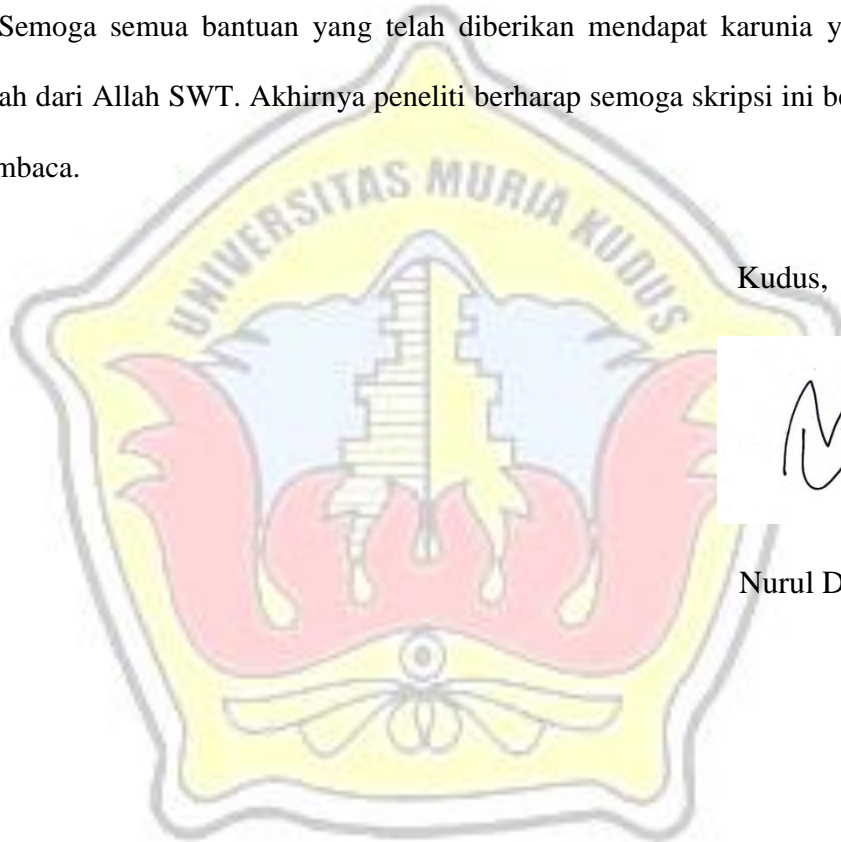 Semoga semua bantuan yang telah diberikan mendapat karunia
ah dari Allah SWT. Akhirnya peneliti berharap semoga skripsi ini
mbaca.
UNIVERSITAS MURIA KUDUS
Kudus,
Nurul D